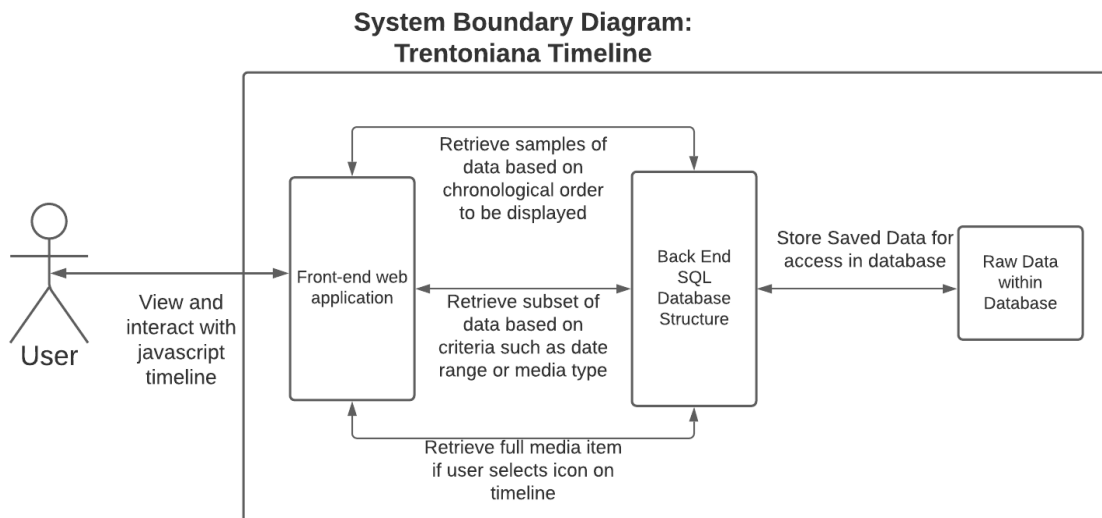 System Boundary Diagram:
Trentoniana Timeline
Retrieve samples of
data based on
chronological order
to be displayed
User
View and
interact with
javascript
timeline
Front-end web
application
Retrieve subset of
data based on
criteria such as date
range or media type
Back End
SQL
Database
Structure
Store Saved Data for
access in database
Raw Data
within
Database
Retrieve full media item
if user selects icon on
timeline